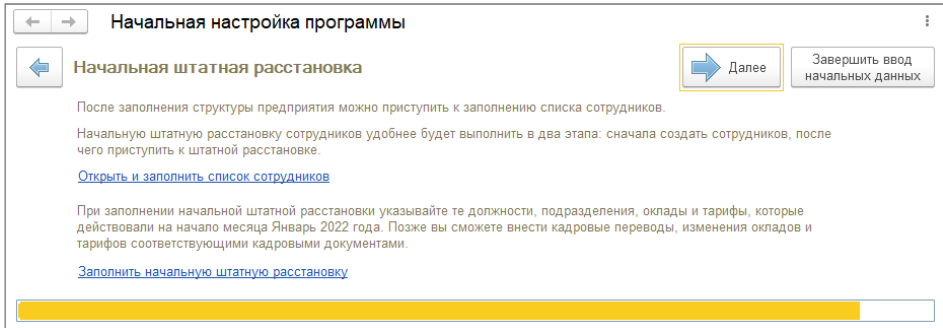 Начальная настройка программы
Начальная штатная расстановка
Далее
Завершить ввод
начальных данных
После заполнения структуры предприятия можно приступить к заполнению списка сотрудников.
Начальную штатную расстановку сотрудников удобнее будет выполнить в два этапа: сначала создать сотрудников, после
чего приступить к штатной расстановке.
Открыть и заполнить список сотрудников
При заполнении начальной штатной расстановки указывайте те должности, подразделения, оклады и тарифы, которые
действовали на начало месяца Январь 2022 года. Позже вы сможете внести кадровые переводы, изменения окладов и
тарифов соответствующими кадровыми документами.
Заполнить начальную штатную расстановку